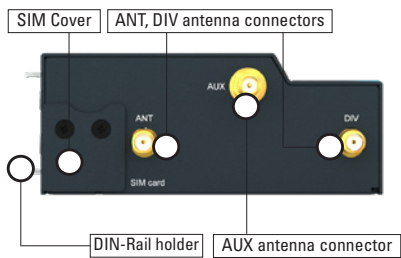 SIM Cover
ANT, DIV antenna connectors
AUX
ANT
DIV
SIM card
DIN-Rail holder
AUX antenna connector